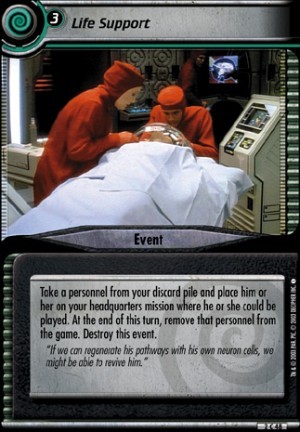 3
Life Support
Event
Take a personnel from your discard pile and place him or
her on your headquarters mission where he or she could be
played. At the end of this turn, remove that personnel from
the game. Destroy this event.
"If we can regenerate his pathways with his own neuron cells, we
might be able to revive him."
2 C 48